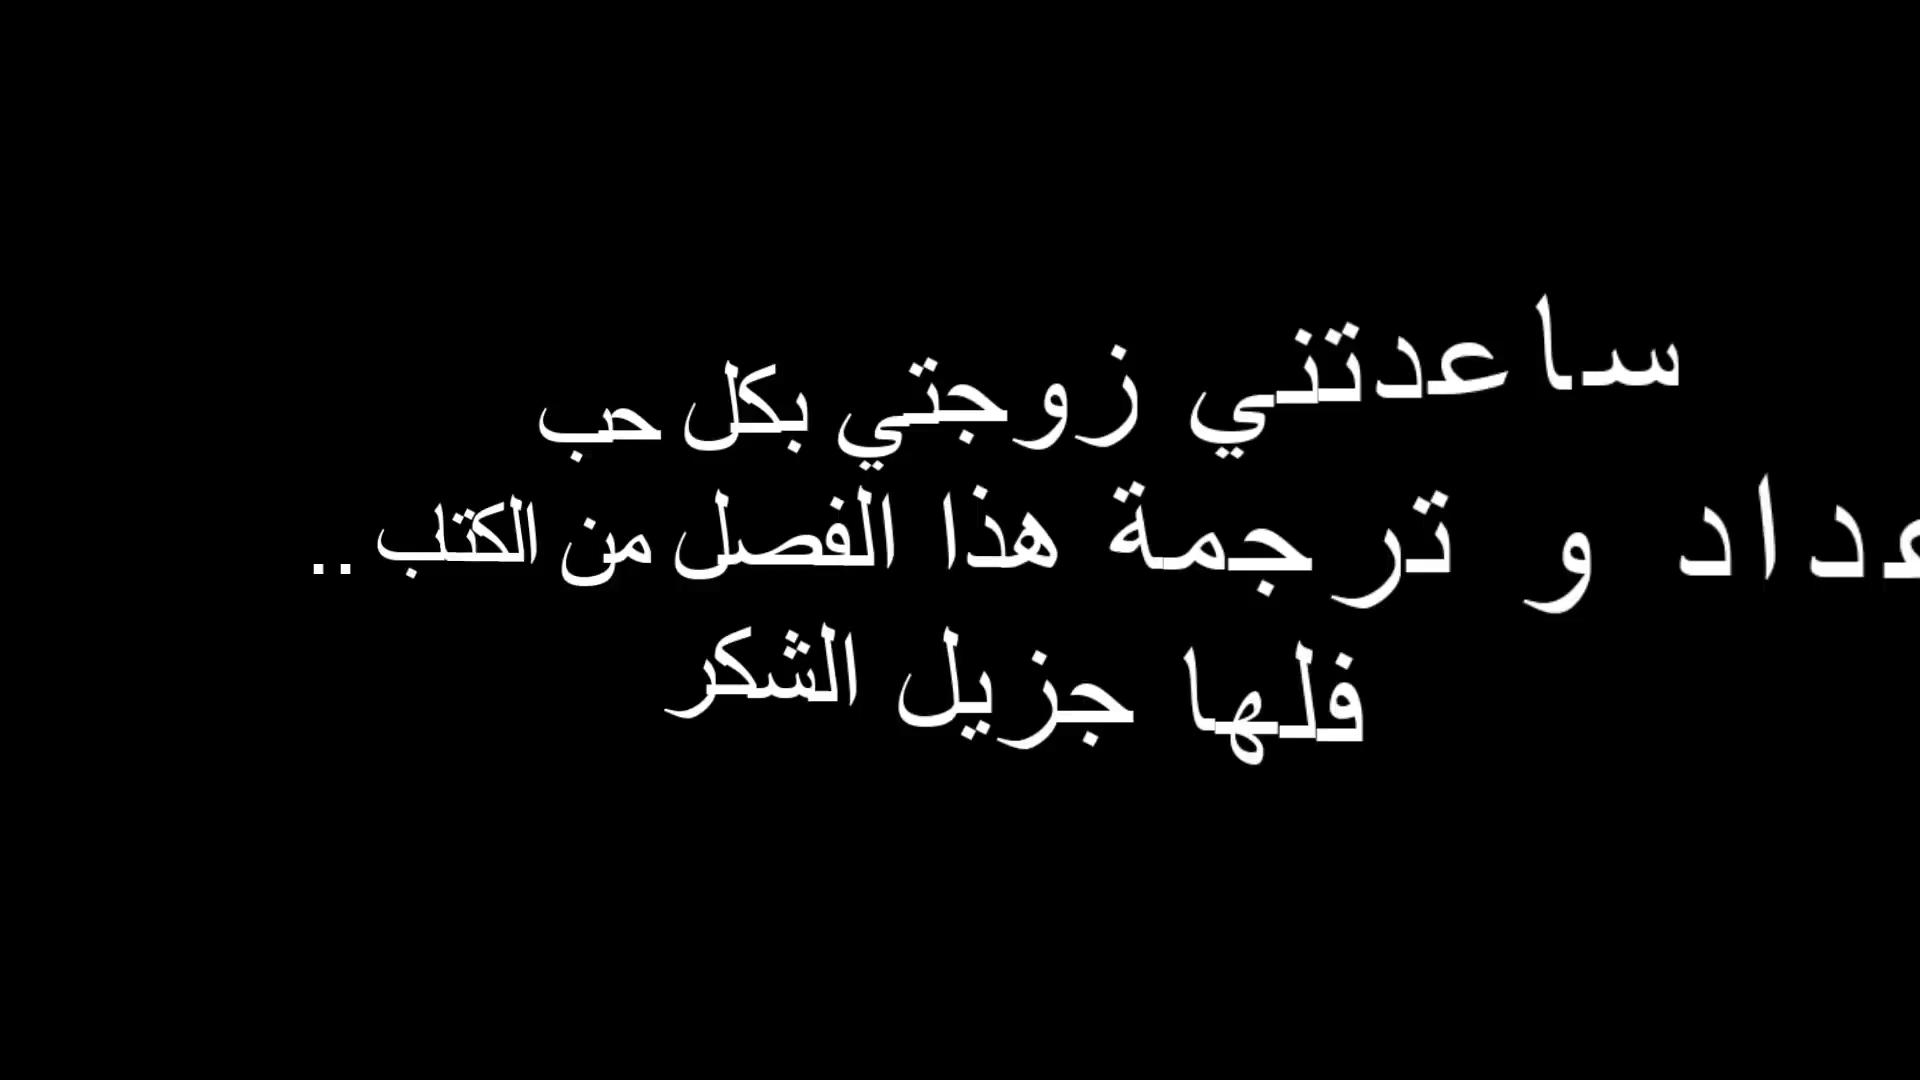 ساعدتني زوجتي بكل حب
و ترجمة هذا الفصل من الكتاب ..
فلها جزيل الشكر